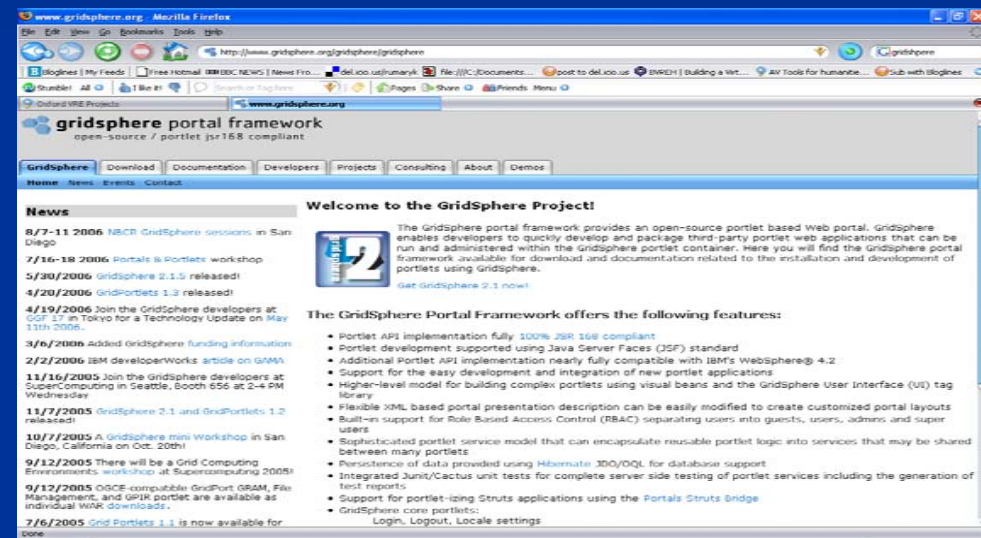 www.gridsphere.org - Mozilla Firefox
File Edit View Go Bookmarks Tools Help
http://www.gridsphere.org/gridsphere/gridsphere
gridshpere
Bloglines | My Feeds Free Hotmail BBC NEWS | News Fro... del.ico.us/rumaryk file:///C:/Documents... post to del.icio.us BVREH | Building a Virt... AV Tools for humanitie... Sub with Bloglines
Stumble! All I like it! Search or Tag here Pages Share Friends Menu
Oxford VRE Projects www.gridsphere.org
gridsphere portal framework
open-source / portlet jsr168 compliant
GridSphere Download Documentation Developers Projects Consulting About Demos
Home News Events Contact
News
8/7-11 2006 NBCR GridSphere sessions in San
Diego
7/16-18 2006 Portals & Portlets workshop
5/30/2006 GridSphere 2.1.5 released!
4/20/2006 GridPortlets 1.3 released!
4/19/2006 Join the GridSphere developers at
GGF 17 in Tokyo for a Technology Update on May
11th 2006.
3/6/2006 Added GridSphere funding information
2/2/2006 IBM developerWorks article on GAMA
11/16/2005 Join the GridSphere developers at
SuperComputing in Seattle, Booth 656 at 2-4 PM
Wednesday
11/7/2005 GridSphere 2.1 and GridPortlets 1.2
released!
10/7/2005 A GridSphere mini Workshop in San
Diego, California on Oct. 20th!
9/12/2005 There will be a Grid Computing
Environments workshop at Supercomputing 2005!
9/12/2005 OGCE-compatible GridPort GRAM, File
Management, and GPIR portlet are available as
individual WAR downloads.
7/6/2005 Grid Portlets 1.1 is now available for
Welcome to the GridSphere Project!
The GridSphere portal framework provides an open-source portlet based Web portal. GridSphere
enables developers to quickly develop and package third-party portlet web applications that can be
run and administered within the GridSphere portlet container. Here you will find the GridSphere portal
framework available for download and documentation related to the installation and development of
portlets using GridSphere.
Get GridSphere 2.1 now!
The GridSphere Portal Framework offers the following features:
• Portlet API implementation fully 100% JSR 168 compliant
• Portlet development supported using Java Server Faces (JSF) standard
• Additional Portlet API implementation nearly fully compatible with IBM's WebSphere® 4.2
• Support for the easy development and integration of new portlet applications
• Higher-level model for building complex portlets using visual beans and the GridSphere User Interface (UI) tag
library
• Flexible XML based portal presentation description can be easily modified to create customized portal layouts
• Built-in support for Role Based Access Control (RBAC) separating users into guests, users, admins and super
users
• Sophisticated portlet service model that can encapsulate reusable portlet logic into services that may be shared
between many portlets
• Persistence of data provided using Hibernate JDO/OQL for database support
• Integrated Junit/Cactus unit tests for complete server side testing of portlet services including the generation of
test reports
• Support for portlet-izing Struts applications using the Portals Struts Bridge
• GridSphere core portlets:
Login, Logout, Locale settings
Done